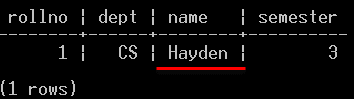 rollno | dept | name | semester
--------+------+--------+----------
1 | CS | Hayden | 3
(1 rows)